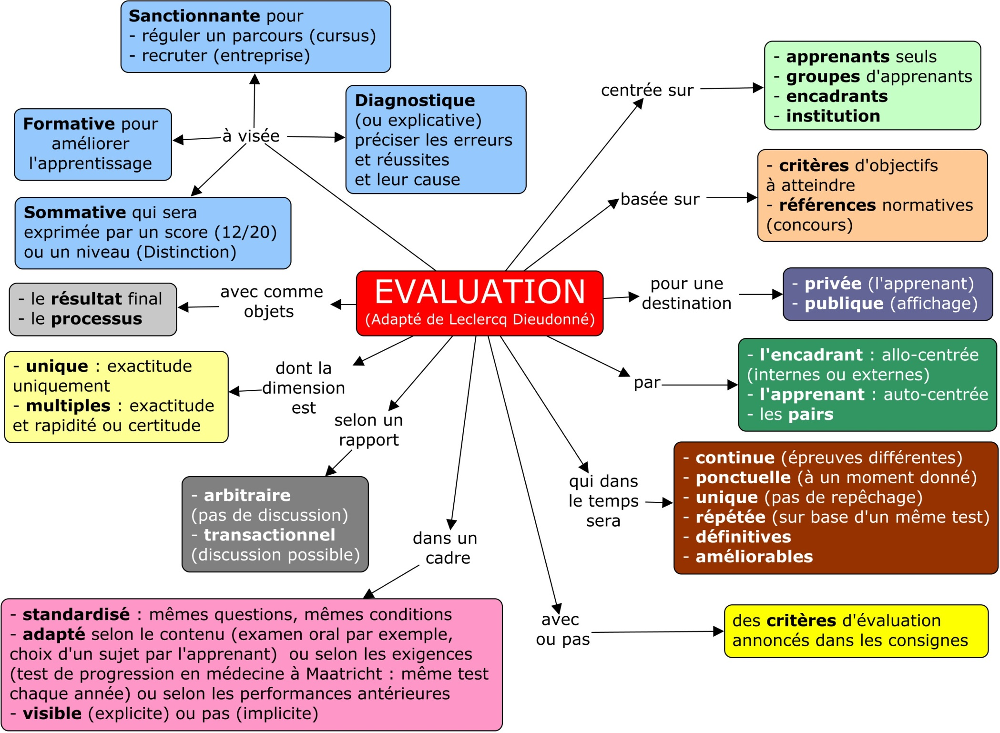 Sanctionnante pour
- réguler un parcours (cursus)
- recruter (entreprise)
Formative pour
améliorer
l'apprentissage
à visée
Diagnostique
(ou explicative)
préciser les erreurs
et réussites
et leur cause
Sommative qui sera
exprimée par un score (12/20)
ou un niveau (Distinction)
centrée sur
- apprenants seuls
- groupes d'apprenants
- encadrants
- institution
basée sur
- critères d'objectifs
à atteindre
- références normatives
(concours)
EVALUATION
(Adapté de Leclercq Dieudonné)
pour une
destination
- privée (l'apprenant)
- publique (affichage)
avec comme
objets
- le résultat final
- le processus
dont la
dimension
est
- unique : exactitude
uniquement
- multiples : exactitude
et rapidité ou certitude
par
- l'encadrant : allo-centrée
(internes ou externes)
- l'apprenant : auto-centrée
- les pairs
selon un
rapport
- arbitraire
(pas de discussion)
- transactionnel
(discussion possible)
qui dans
le temps
sera
- continue (épreuves différentes)
- ponctuelle (à un moment donné)
- unique (pas de repêchage)
- répétée (sur base d'un même test)
- définitives
- améliorables
dans un
cadre
- standardisé : mêmes questions, mêmes conditions
- adapté selon le contenu (examen oral par exemple,
choix d'un sujet par l'apprenant)  ou selon les exigences
(test de progression en médecine à Maatricht : même test
chaque année) ou selon les performances antérieures
- visible (explicite) ou pas (implicite)
avec
ou pas
des critères d'évaluation
annoncés dans les consignes